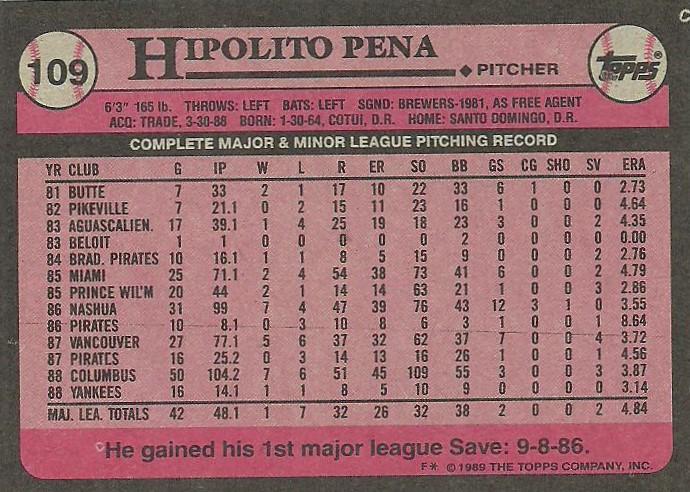 109
HIPOLITO PENA
PITCHER
TOPPS®
6'3" 165 lb. THROWS: LEFT BATS: LEFT SGND: BREWERS-1981, AS FREE AGENT
ACQ: TRADE, 3-30-88 BORN: 1-30-64, COTUI, D.R. HOME: SANTO DOMINGO, D.R.
COMPLETE MAJOR & MINOR LEAGUE PITCHING RECORD
YR CLUB G IP W L R ER SO BB GS CG SHO SV ERA
81 BUTTE 7 33 2 1 17 10 22 33 6 1 0 0 2.73
82 PIKEVILLE 7 21.1 0 2 15 11 23 16 1 0 0 0 4.64
83 AGUASCALIEN. 17 39.1 1 4 25 19 18 23 3 0 0 2 4.35
83 BELOIT 1 1 0 0 0 0 0 2 0 0 0 0 0.00
84 BRAD. PIRATES 10 16.1 1 1 8 5 15 9 0 0 0 2 2.76
85 MIAMI 25 71.1 2 4 54 38 73 41 6 0 0 2 4.79
85 PRINCE WIL'M 20 44 2 1 14 14 63 21 0 0 0 3 2.86
86 NASHUA 31 99 7 4 47 39 76 43 12 3 1 0 3.55
86 PIRATES 10 8.1 0 3 10 8 6 3 1 0 0 1 8.64
87 VANCOUVER 27 77.1 5 6 37 32 62 37 7 0 0 4 3.72
87 PIRATES 16 25.2 0 3 14 13 16 26 1 0 0 1 4.56
88 COLUMBUS 50 104.2 7 6 51 45 109 55 3 0 0 3 3.87
88 YANKEES 16 14.1 1 1 8 5 10 9 0 0 0 0 3.14
MAJ. LEA. TOTALS 42 48.1 1 7 32 26 32 38 2 0 0 2 4.84
He gained his 1st major league Save: 9-8-86.
F* © 1989 THE TOPPS COMPANY, INC.